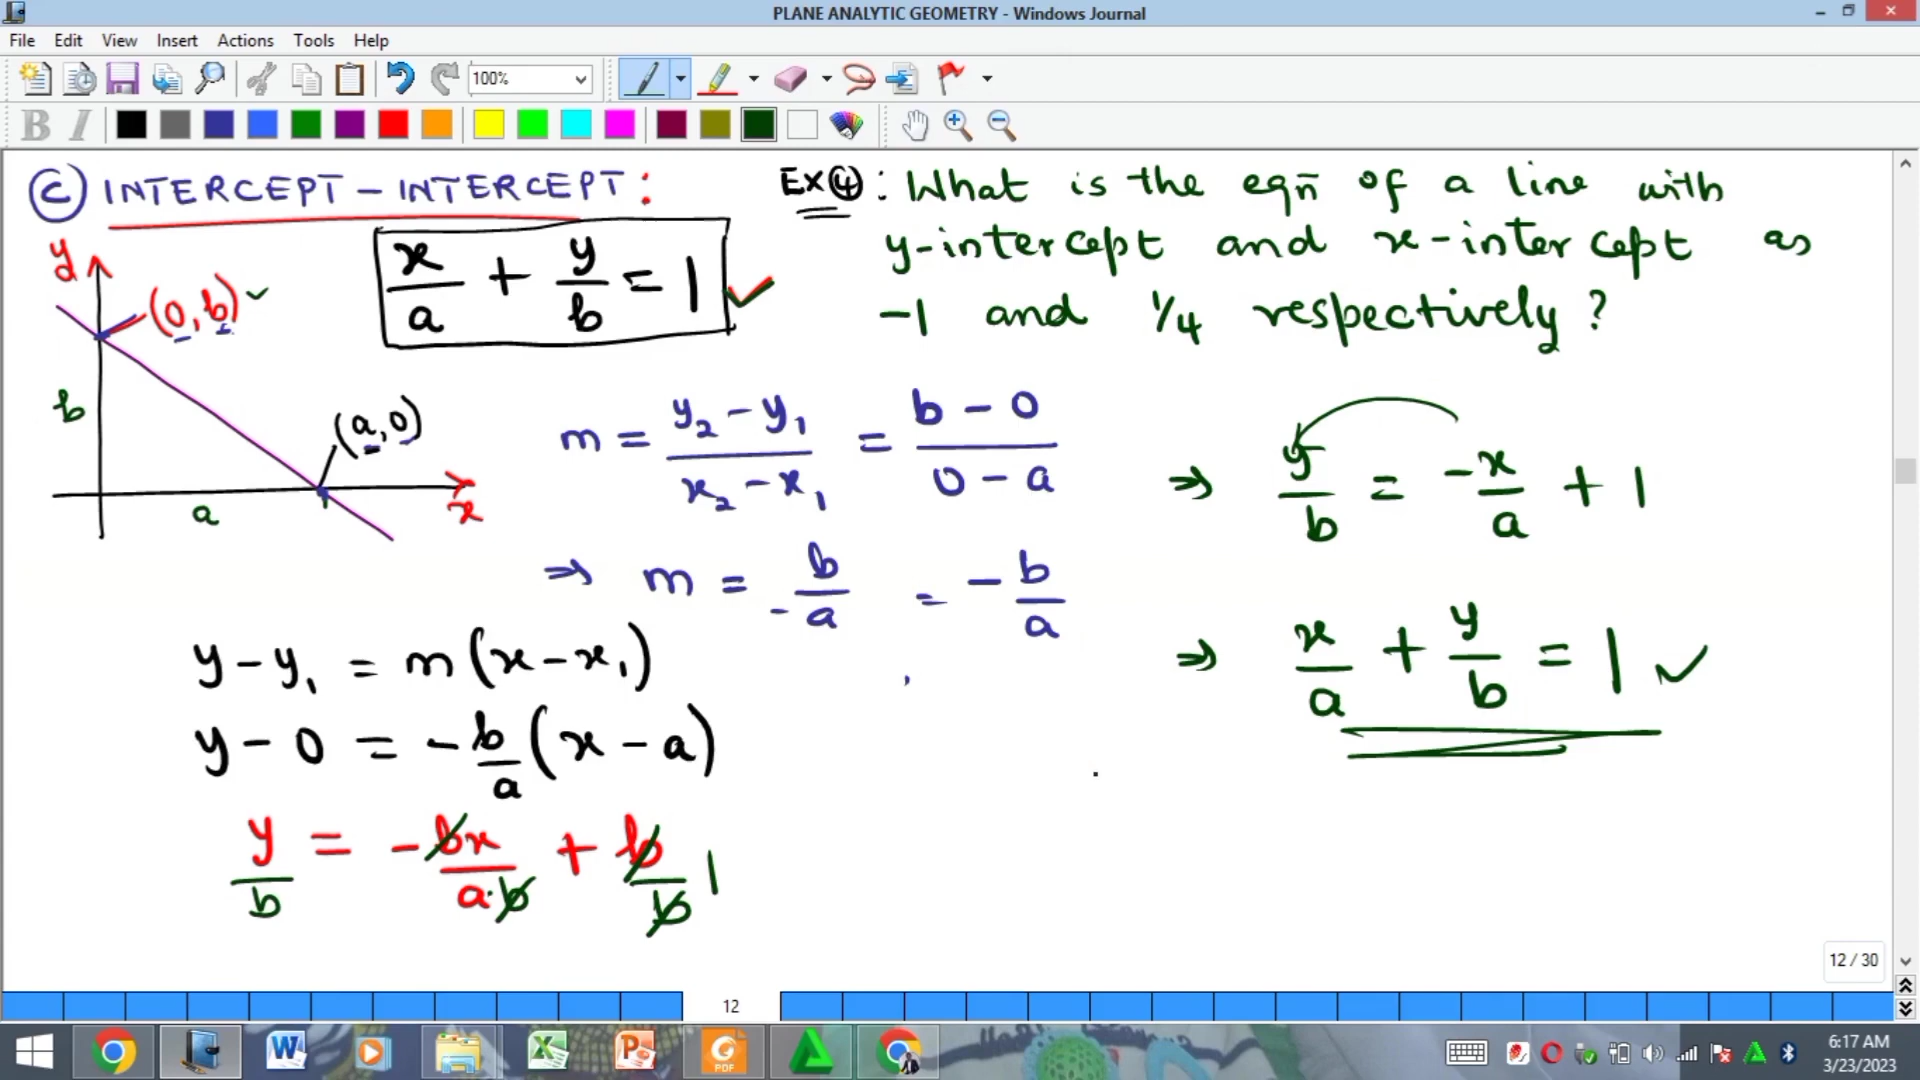 PLANE ANALYTIC GEOMETRY - Windows Journal
File Edit View Insert Actions Tools Help
100%
B I
Ⓒ INTERCEPT - INTERCEPT :
x/a + y/b = 1 ✓
y
(0, b) ✓
b
(a, 0)
a
x
Ex④ : What is the eqn̄ of a line with
y-intercept and x-intercept as
-1 and 1/4 respectively ?
m = (y₂ - y₁)/(x₂ - x₁) = (b - 0)/(0 - a)
⇒ m = b/-a = -b/a
y - y₁ = m(x - x₁)
y - 0 = -b/a (x - a)
y/b = -bx/a·b + b/b 1
⇒ y/b = -x/a + 1
⇒ x/a + y/b = 1 ✓
12 / 30
12
PDF
6:17 AM
3/23/2023